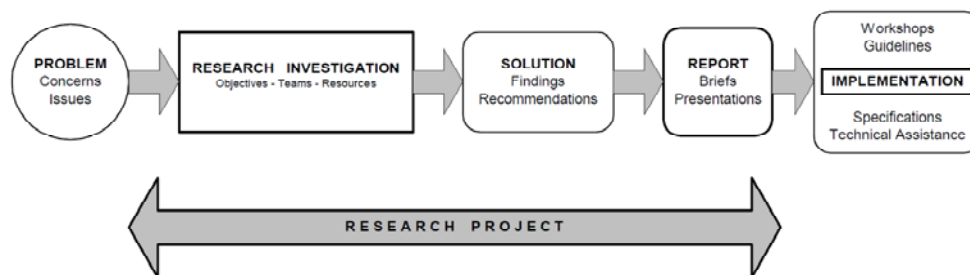 PROBLEM
Concerns
Issues
RESEARCH INVESTIGATION
Objectives - Teams - Resources
SOLUTION
Findings
Recommendations
REPORT
Briefs
Presentations
Workshops
Guidelines
IMPLEMENTATION
Specifications
Technical Assistance
RESEARCH PROJECT